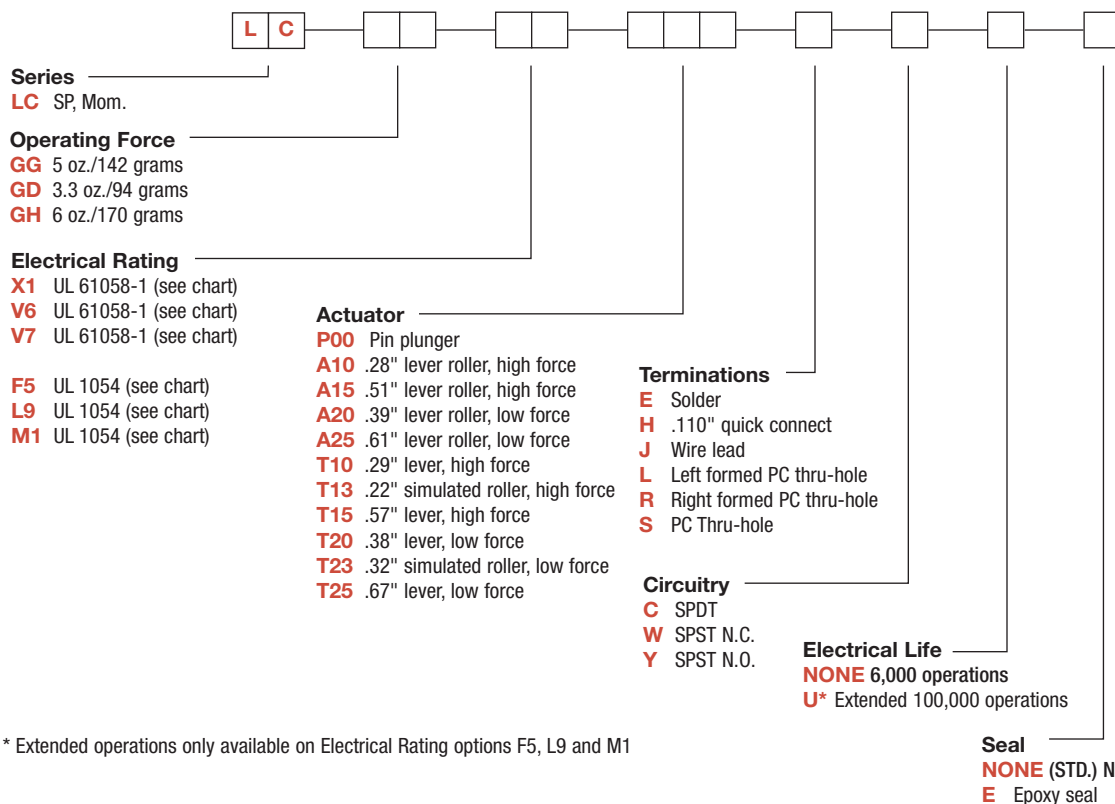 L C
Series
LC SP, Mom.
Operating Force
GG 5 oz./142 grams
GD 3.3 oz./94 grams
GH 6 oz./170 grams
Electrical Rating
X1 UL 61058-1 (see chart)
V6 UL 61058-1 (see chart)
V7 UL 61058-1 (see chart)
F5 UL 1054 (see chart)
L9 UL 1054 (see chart)
M1 UL 1054 (see chart)
Actuator
P00 Pin plunger
A10 .28" lever roller, high force
A15 .51" lever roller, high force
A20 .39" lever roller, low force
A25 .61" lever roller, low force
T10 .29" lever, high force
T13 .22" simulated roller, high force
T15 .57" lever, high force
T20 .38" lever, low force
T23 .32" simulated roller, low force
T25 .67" lever, low force
Terminations
E Solder
H .110" quick connect
J Wire lead
L Left formed PC thru-hole
R Right formed PC thru-hole
S PC Thru-hole
Circuitry
C SPDT
W SPST N.C.
Y SPST N.O.
Electrical Life
NONE 6,000 operations
U* Extended 100,000 operations
Seal
NONE (STD.) N
E Epoxy seal
* Extended operations only available on Electrical Rating options F5, L9 and M1